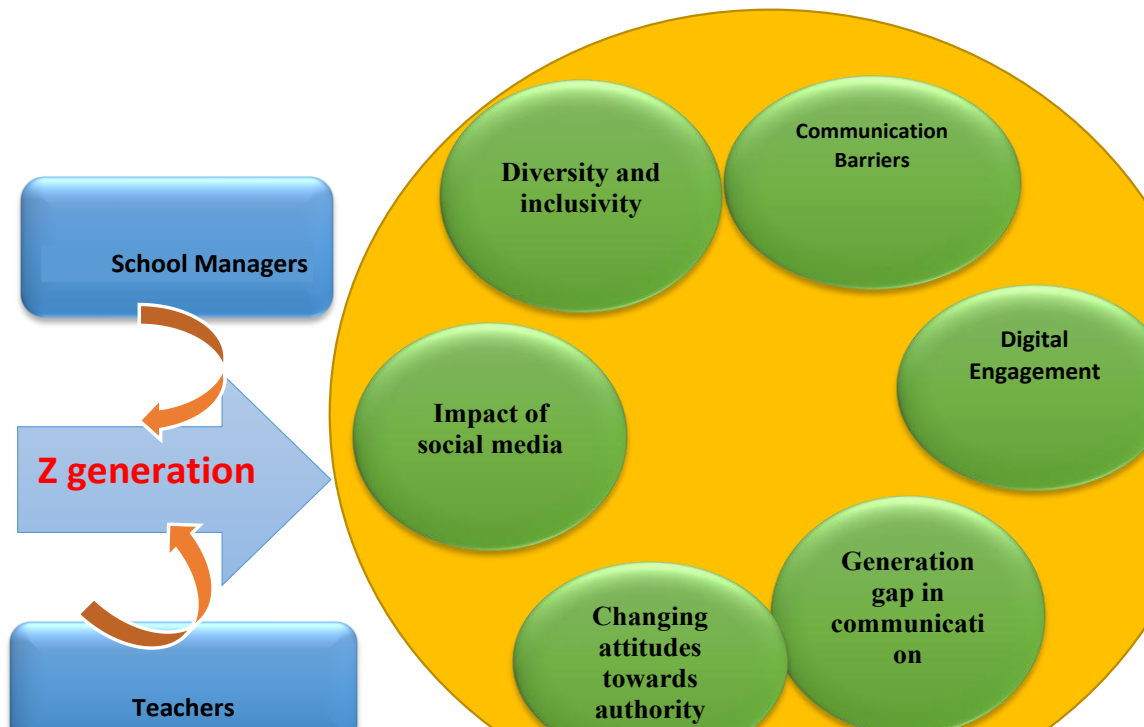 Communication
Barriers
Diversity and
inclusivity
School Managers
Digital
Engagement
Impact of
social media
Z generation
Generation
gap in
communicati
on
Changing
attitudes
towards
authority
Teachers